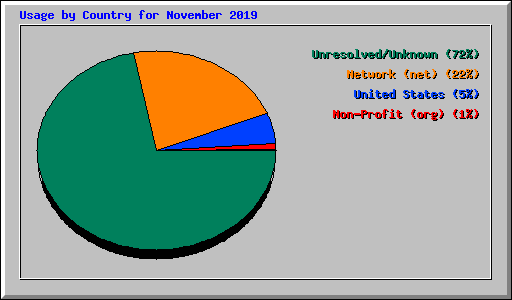 Usage by Country for November 2019
Unresolved/Unknown (72%)
Network (net) (22%)
United States (5%)
Non-Profit (org) (1%)